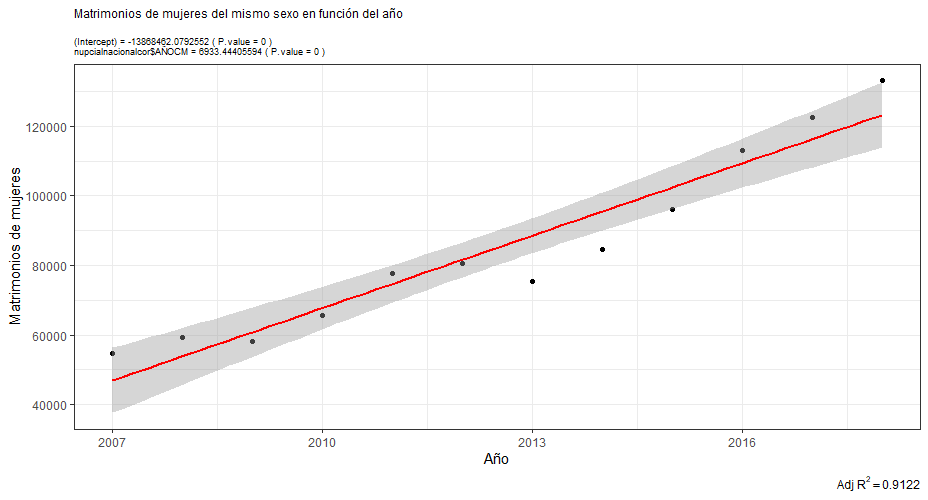 Matrimonios de mujeres del mismo sexo en función del año
(Intercept) = -13868462.0792552 ( P.value = 0 )
nupcialnacionalcor$AÑOCM = 6933.44405594 ( P.value = 0 )
Matrimonios de mujeres
120000
100000
80000
60000
40000
2007
2010
2013
2016
Año
Adj R² = 0.9122